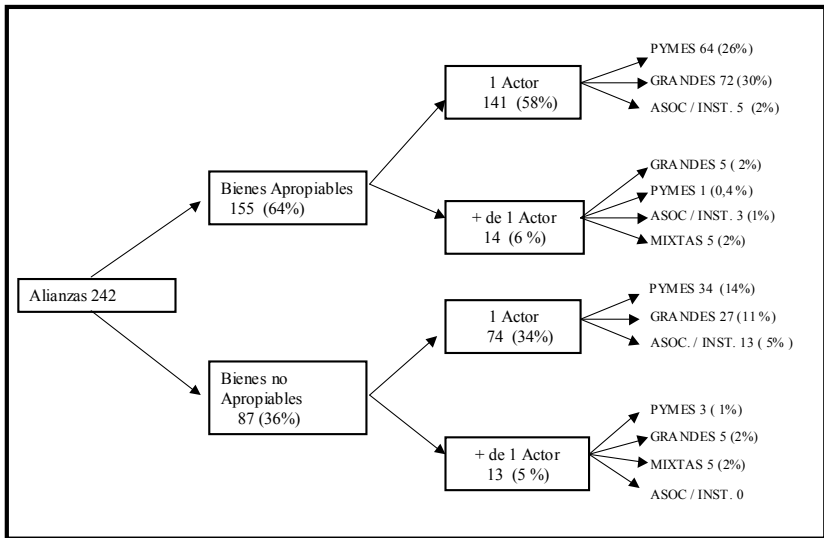 Alianzas 242
Bienes Apropiables
155 (64%)
1 Actor
141 (58%)
PYMES 64 (26%)
GRANDES 72 (30%)
ASOC / INST. 5 (2%)
+ de 1 Actor
14 (6 %)
GRANDES 5 ( 2%)
PYMES 1 (0,4 %)
ASOC / INST. 3 (1%)
MIXTAS 5 (2%)
Bienes no
Apropiables
87 (36%)
1 Actor
74 (34%)
PYMES 34 (14%)
GRANDES 27 (11 %)
ASOC. / INST. 13 ( 5% )
+ de 1 Actor
13 (5 %)
PYMES 3 ( 1%)
GRANDES 5 (2%)
MIXTAS 5 (2%)
ASOC / INST. 0